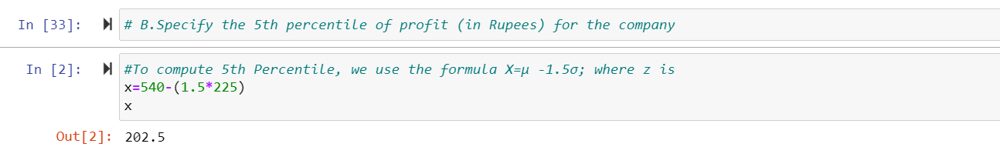 In [33]: # B.Specify the 5th percentile of profit (in Rupees) for the company
In [2]: #To compute 5th Percentile, we use the formula X=μ -1.5σ; where z is
x=540-(1.5*225)
x
Out[2]: 202.5